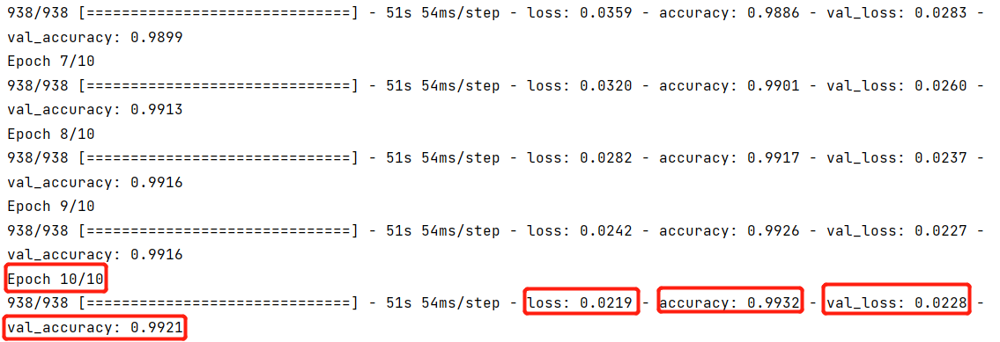 938/938 [==============================] - 51s 54ms/step - loss: 0.0359 - accuracy: 0.9886 - val_loss: 0.0283 -
val_accuracy: 0.9899
Epoch 7/10
938/938 [==============================] - 51s 54ms/step - loss: 0.0320 - accuracy: 0.9901 - val_loss: 0.0260 -
val_accuracy: 0.9913
Epoch 8/10
938/938 [==============================] - 51s 54ms/step - loss: 0.0282 - accuracy: 0.9917 - val_loss: 0.0237 -
val_accuracy: 0.9916
Epoch 9/10
938/938 [==============================] - 51s 54ms/step - loss: 0.0242 - accuracy: 0.9926 - val_loss: 0.0227 -
val_accuracy: 0.9916
Epoch 10/10
938/938 [==============================] - 51s 54ms/step - loss: 0.0219 - accuracy: 0.9932 - val_loss: 0.0228 -
val_accuracy: 0.9921